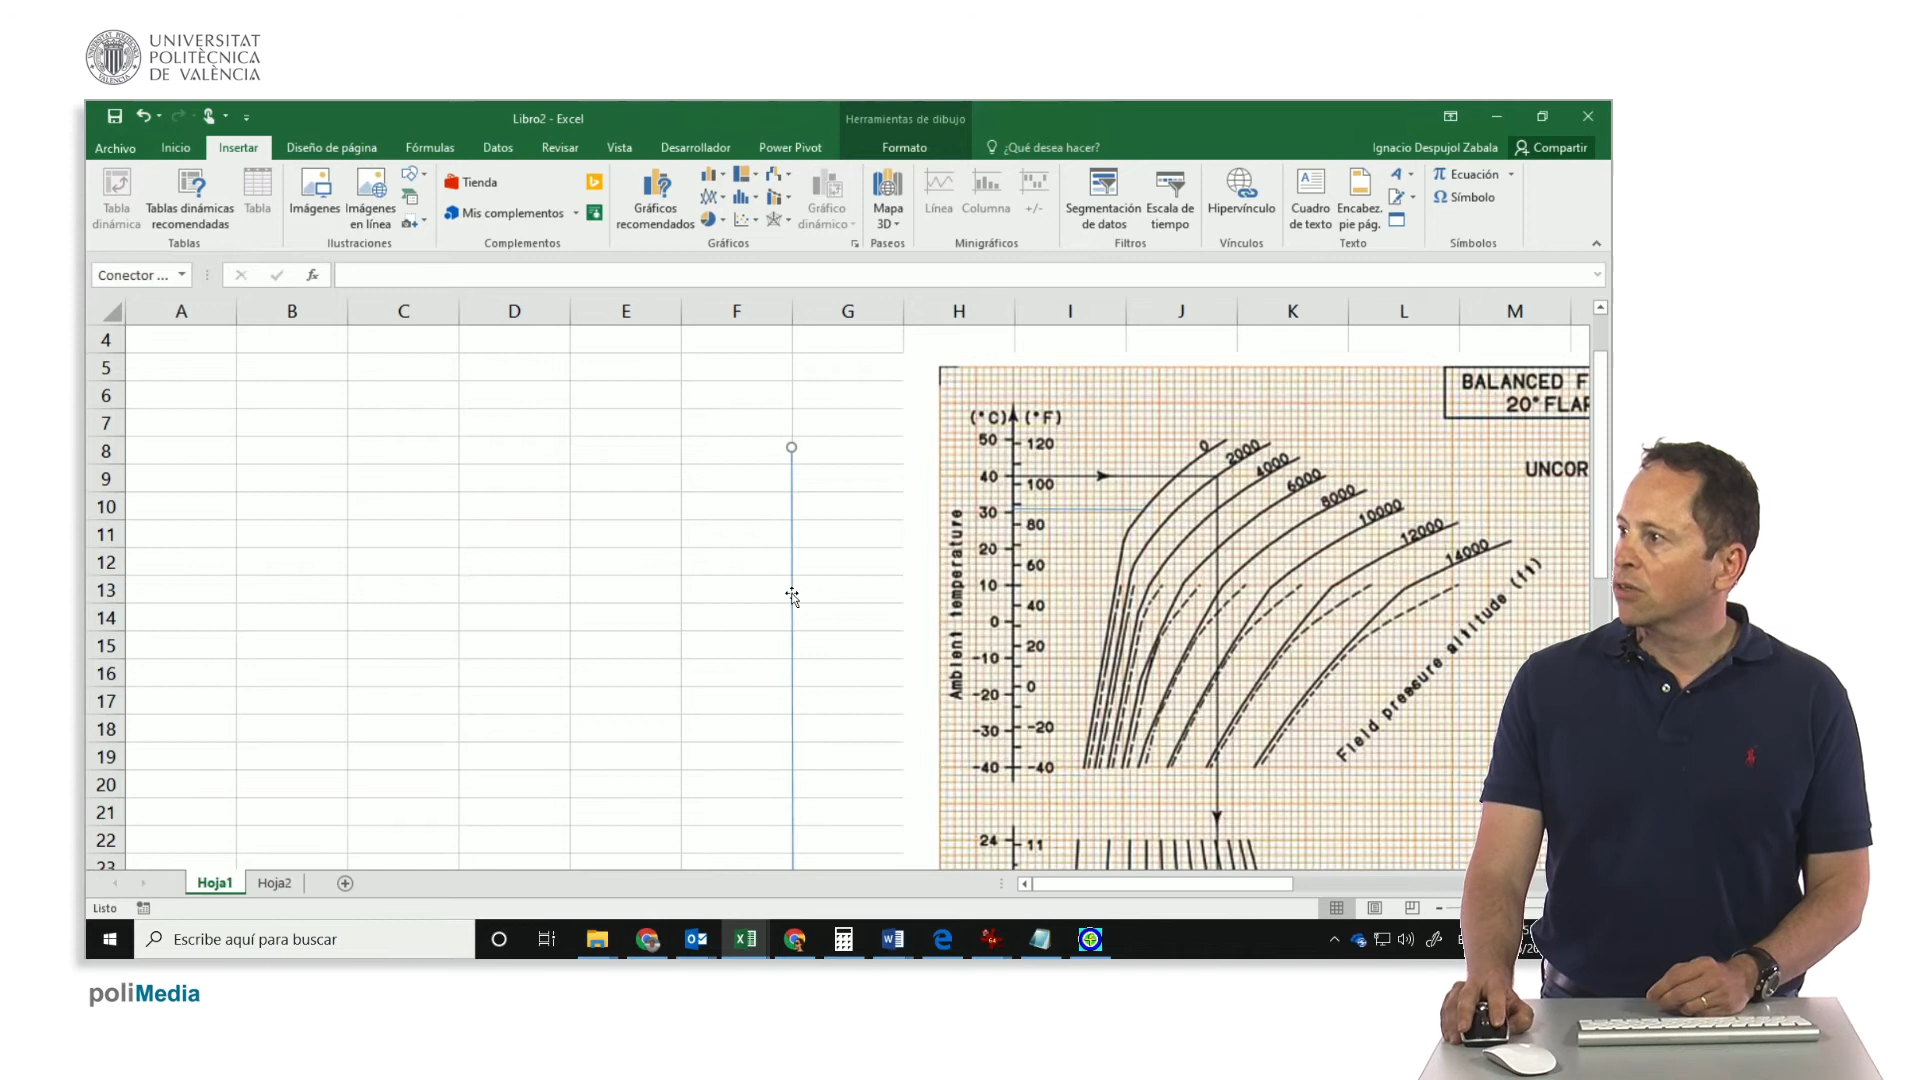 UNIVERSITAT
POLITÈCNICA
DE VALÈNCIA
Libro2 - Excel
Herramientas de dibujo
Archivo
Inicio
Insertar
Diseño de página
Fórmulas
Datos
Revisar
Vista
Desarrollador
Power Pivot
Formato
¿Qué desea hacer?
Ignacio Despujol Zabala
Compartir
Tabla dinámica
Tablas dinámicas recomendadas
Tabla
Tablas
Imágenes
Imágenes en línea
Ilustraciones
Tienda
Mis complementos
Complementos
Gráficos recomendados
Gráfico dinámico
Gráficos
Mapa 3D
Paseos
Línea
Columna
+/-
Minigráficos
Segmentación de datos
Escala de tiempo
Filtros
Hipervínculo
Vínculos
Cuadro de texto
Encabez. pie pág.
Texto
Ecuación
Símbolo
Símbolos
Conector ...
fx
A B C D E F G H I J K L M
4
5
6
7
8
9
10
11
12
13
14
15
16
17
18
19
20
21
22
23
BALANCED F
20° FLAP
UNCOR
(°C) (°F)
50 120
40 100
30 80
20 60
10 40
0 20
-10 0
-20 -20
-30
-40 -40
24 11
0
2000
4000
6000
8000
10000
12000
14000
Ambient temperature
Field pressure altitude (ft)
Hoja1
Hoja2
Listo
Escribe aquí para buscar
64
poliMedia